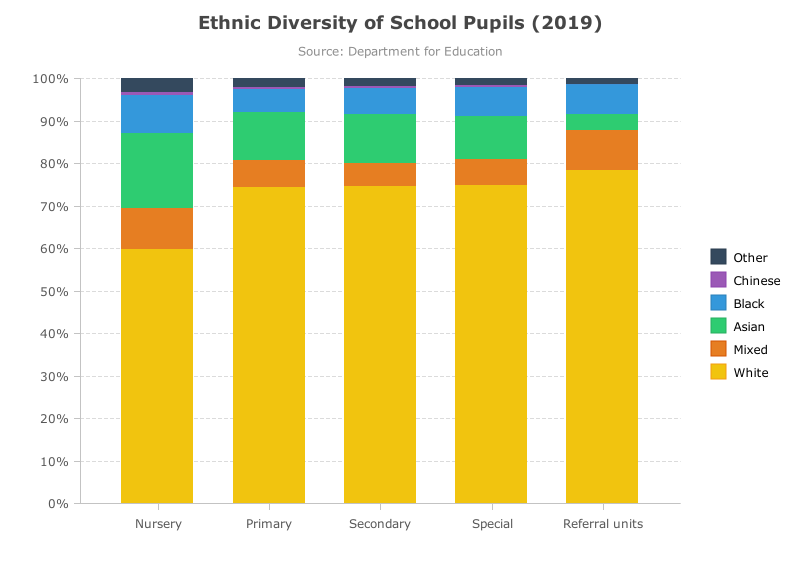 Ethnic Diversity of School Pupils (2019)
Source: Department for Education
100%
90%
80%
70%
60%
50%
40%
30%
20%
10%
0%
Nursery
Primary
Secondary
Special
Referral units
Other
Chinese
Black
Asian
Mixed
White